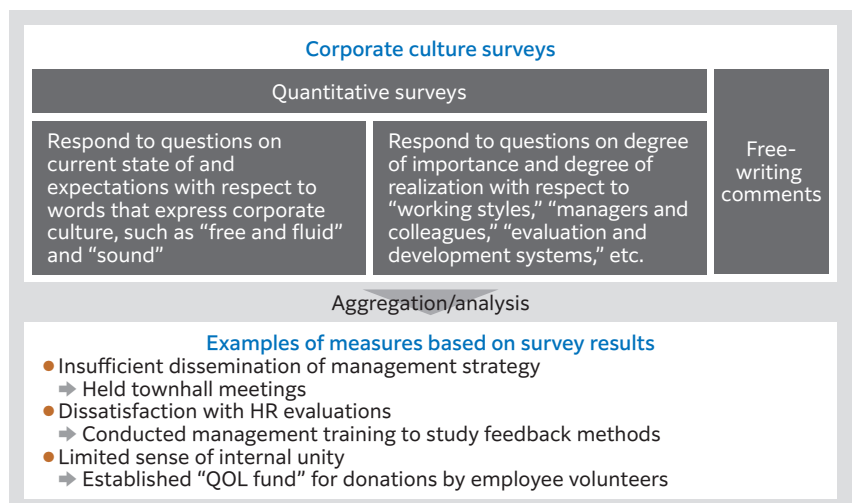 Corporate culture surveys
Quantitative surveys
Respond to questions on
current state of and
expectations with respect to
words that express corporate
culture, such as “free and fluid”
and “sound”
Respond to questions on degree
of importance and degree of
realization with respect to
“working styles,” “managers and
colleagues,” “evaluation and
development systems,” etc.
Free-
writing
comments
Aggregation/analysis
Examples of measures based on survey results
● Insufficient dissemination of management strategy
➡ Held townhall meetings
● Dissatisfaction with HR evaluations
➡ Conducted management training to study feedback methods
● Limited sense of internal unity
➡ Established “QOL fund” for donations by employee volunteers